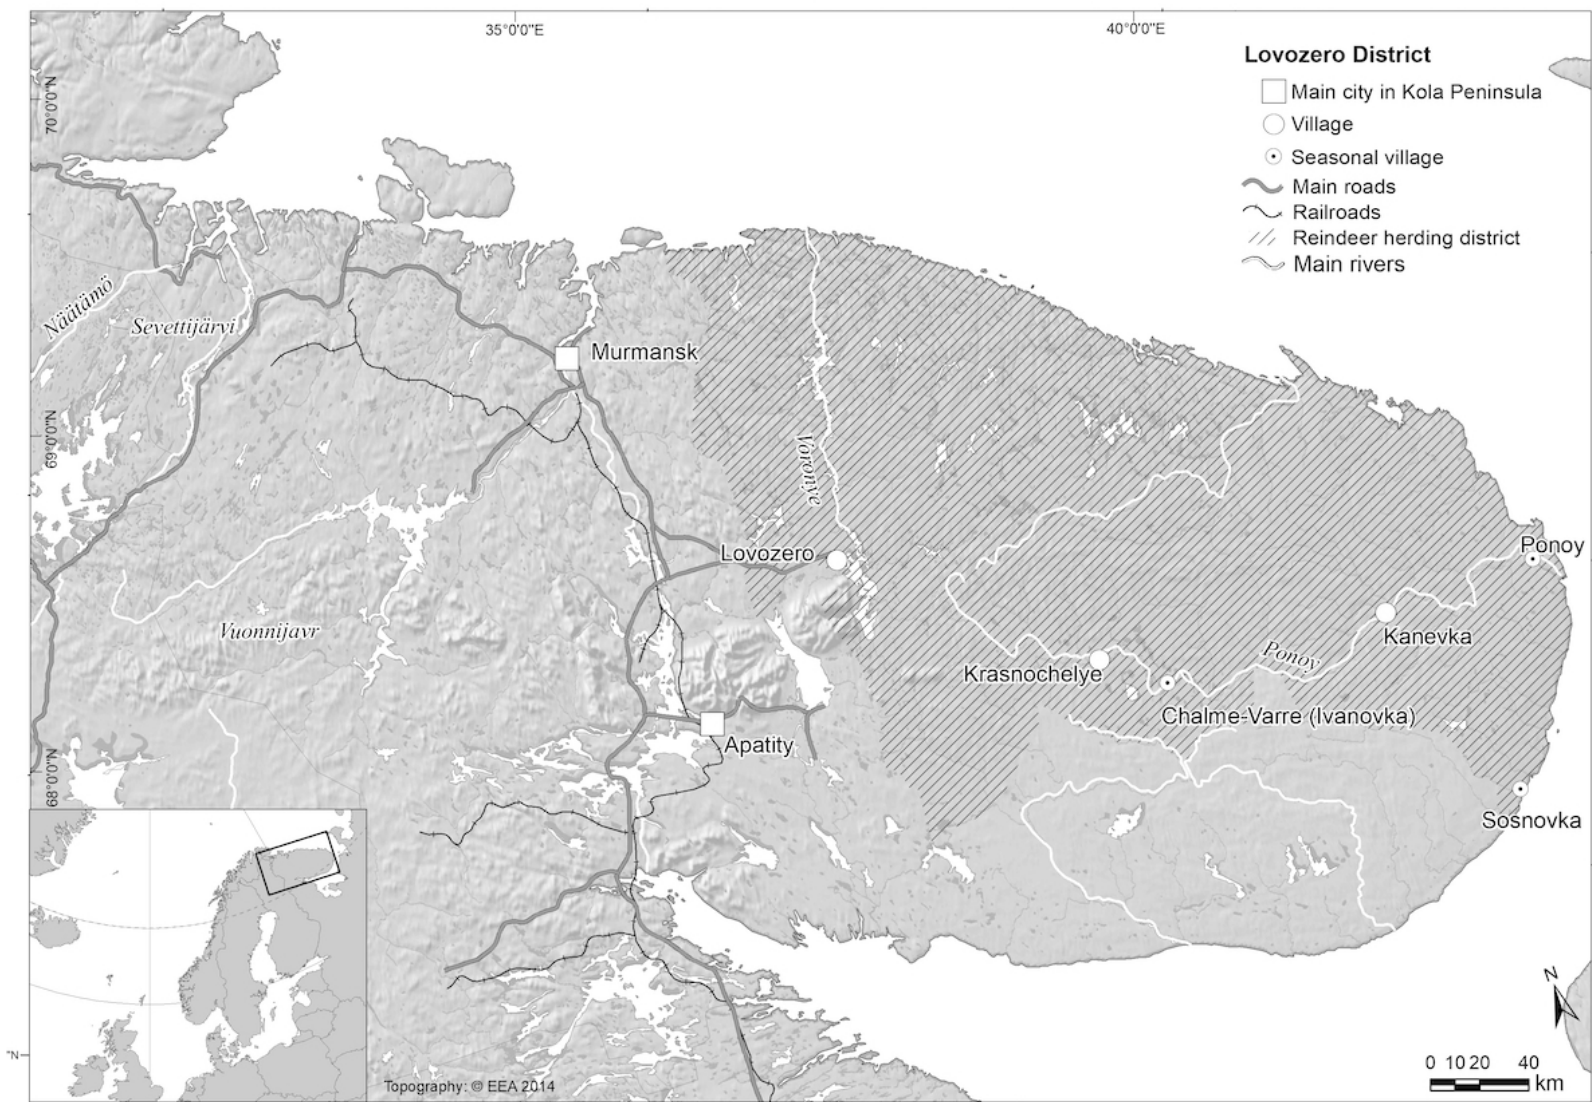 35°0'0"E
40°0'0"E
70°0'0"N
69°0'0"N
68°0'0"N
"N
Lovozero District
Main city in Kola Peninsula
Village
Seasonal village
Main roads
Railroads
Reindeer herding district
Main rivers
Näätämö
Sevettijärvi
Murmansk
Voronye
Lovozero
Ponoy
Vuonnijavr
Kanevka
Ponoy
Krasnochelye
Chalme-Varre (Ivanovka)
Apatity
Sosnovka
N
0 10 20 40
km
Topography: © EEA 2014